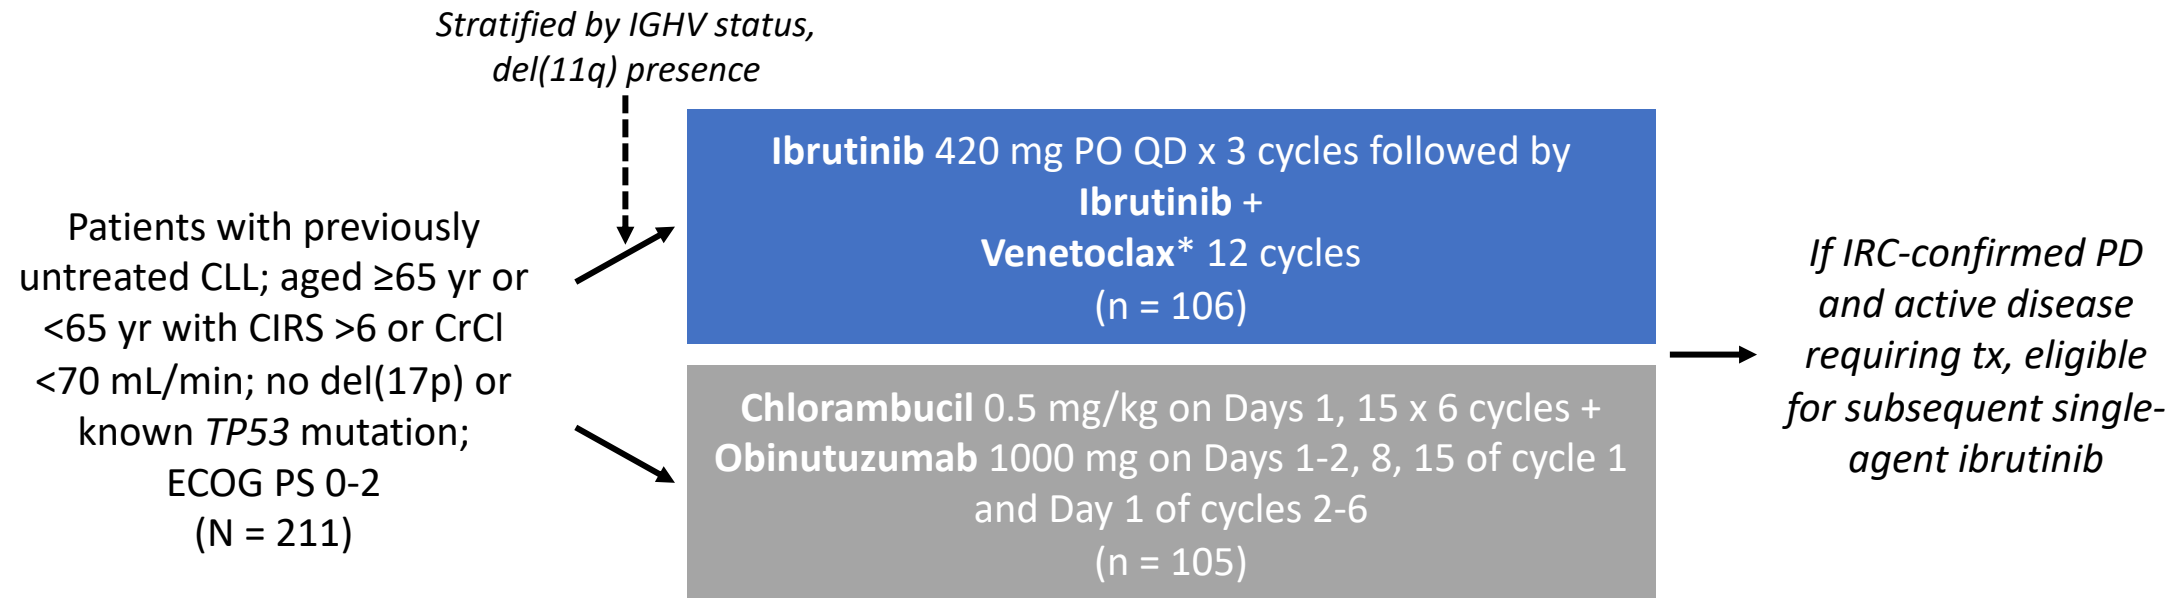 Stratified by IGHV status,
del(11q) presence
Patients with previously
untreated CLL; aged ≥65 yr or
<65 yr with CIRS >6 or CrCl
<70 mL/min; no del(17p) or
known TP53 mutation;
ECOG PS 0-2
(N = 211)
Ibrutinib 420 mg PO QD x 3 cycles followed by
Ibrutinib +
Venetoclax* 12 cycles
(n = 106)
Chlorambucil 0.5 mg/kg on Days 1, 15 x 6 cycles +
Obinutuzumab 1000 mg on Days 1-2, 8, 15 of cycle 1
and Day 1 of cycles 2-6
(n = 105)
If IRC-confirmed PD
and active disease
requiring tx, eligible
for subsequent single-
agent ibrutinib